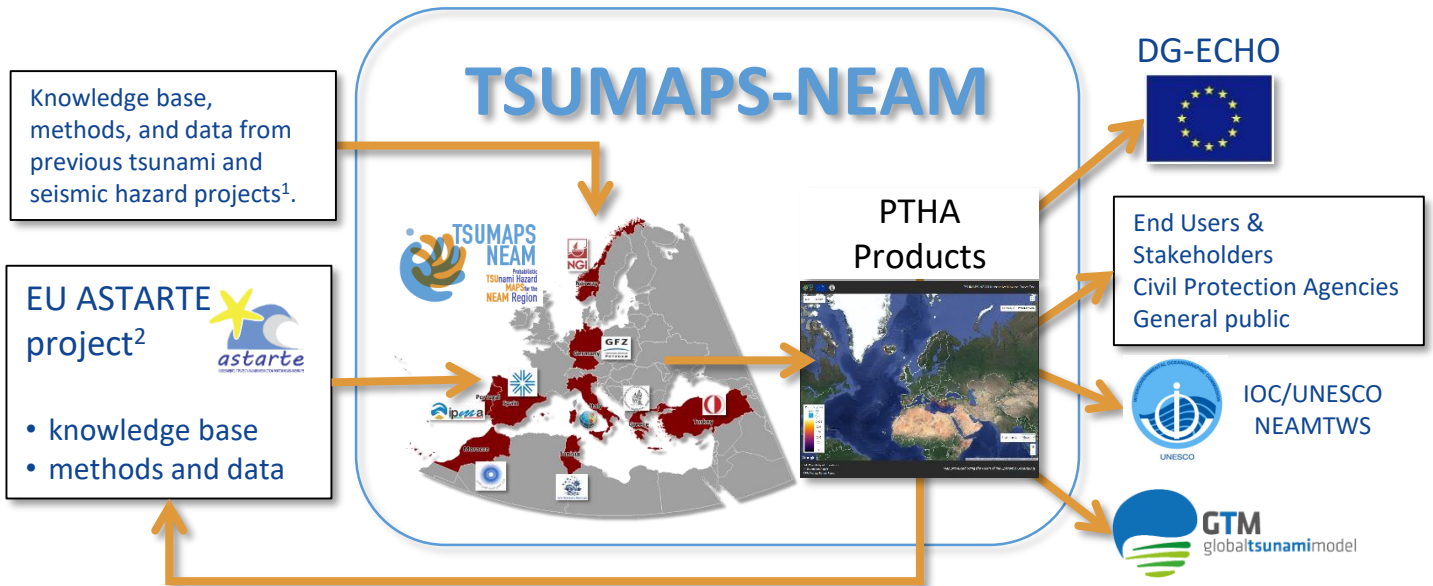 TSUMAPS-NEAM
Knowledge base,
methods, and data from
previous tsunami and
seismic hazard projects¹.
EU ASTARTE
project²
astarte
• knowledge base
• methods and data
TSUMAPS
NEAM
Probabilistic
TSUnami Hazard
MAPS for the
NEAM Region
NGI
Norway
Germany
GFZ
POTSDAM
Portugal
Spain
ipma
Italy
Greece
Turkey
Morocco
Tunisia
PTHA
Products
DG-ECHO
End Users &
Stakeholders
Civil Protection Agencies
General public
IOC/UNESCO
NEAMTWS
UNESCO
GTM
globaltsunamimodel